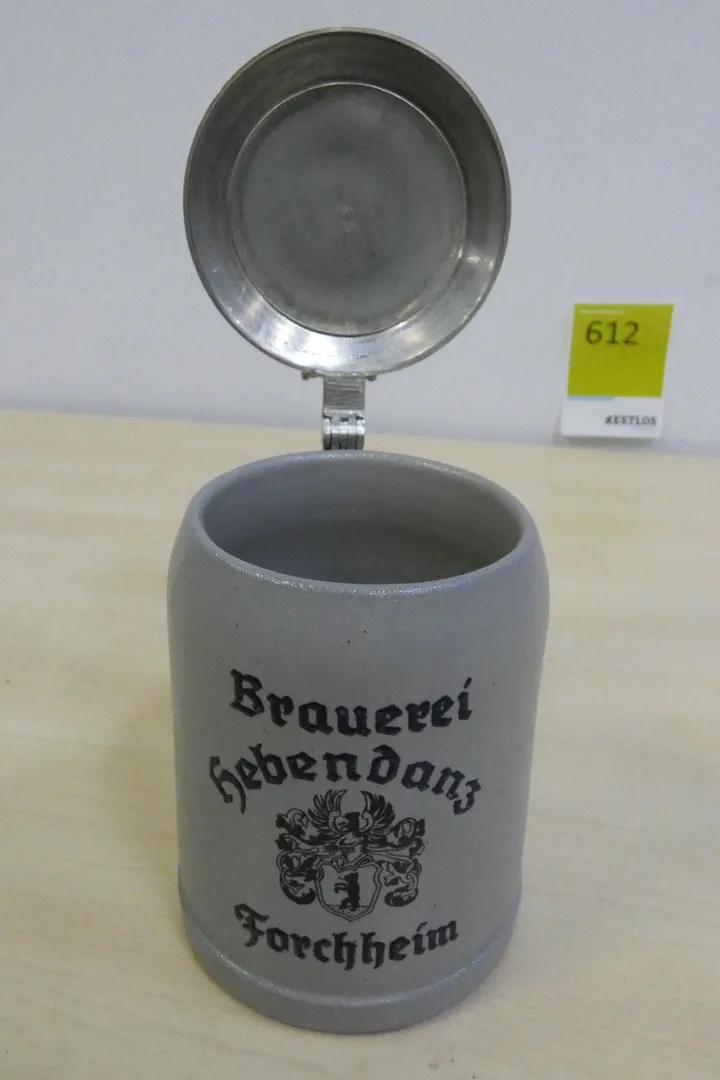 612
RESTLOS
Brauerei
Hebendanz
Forchheim